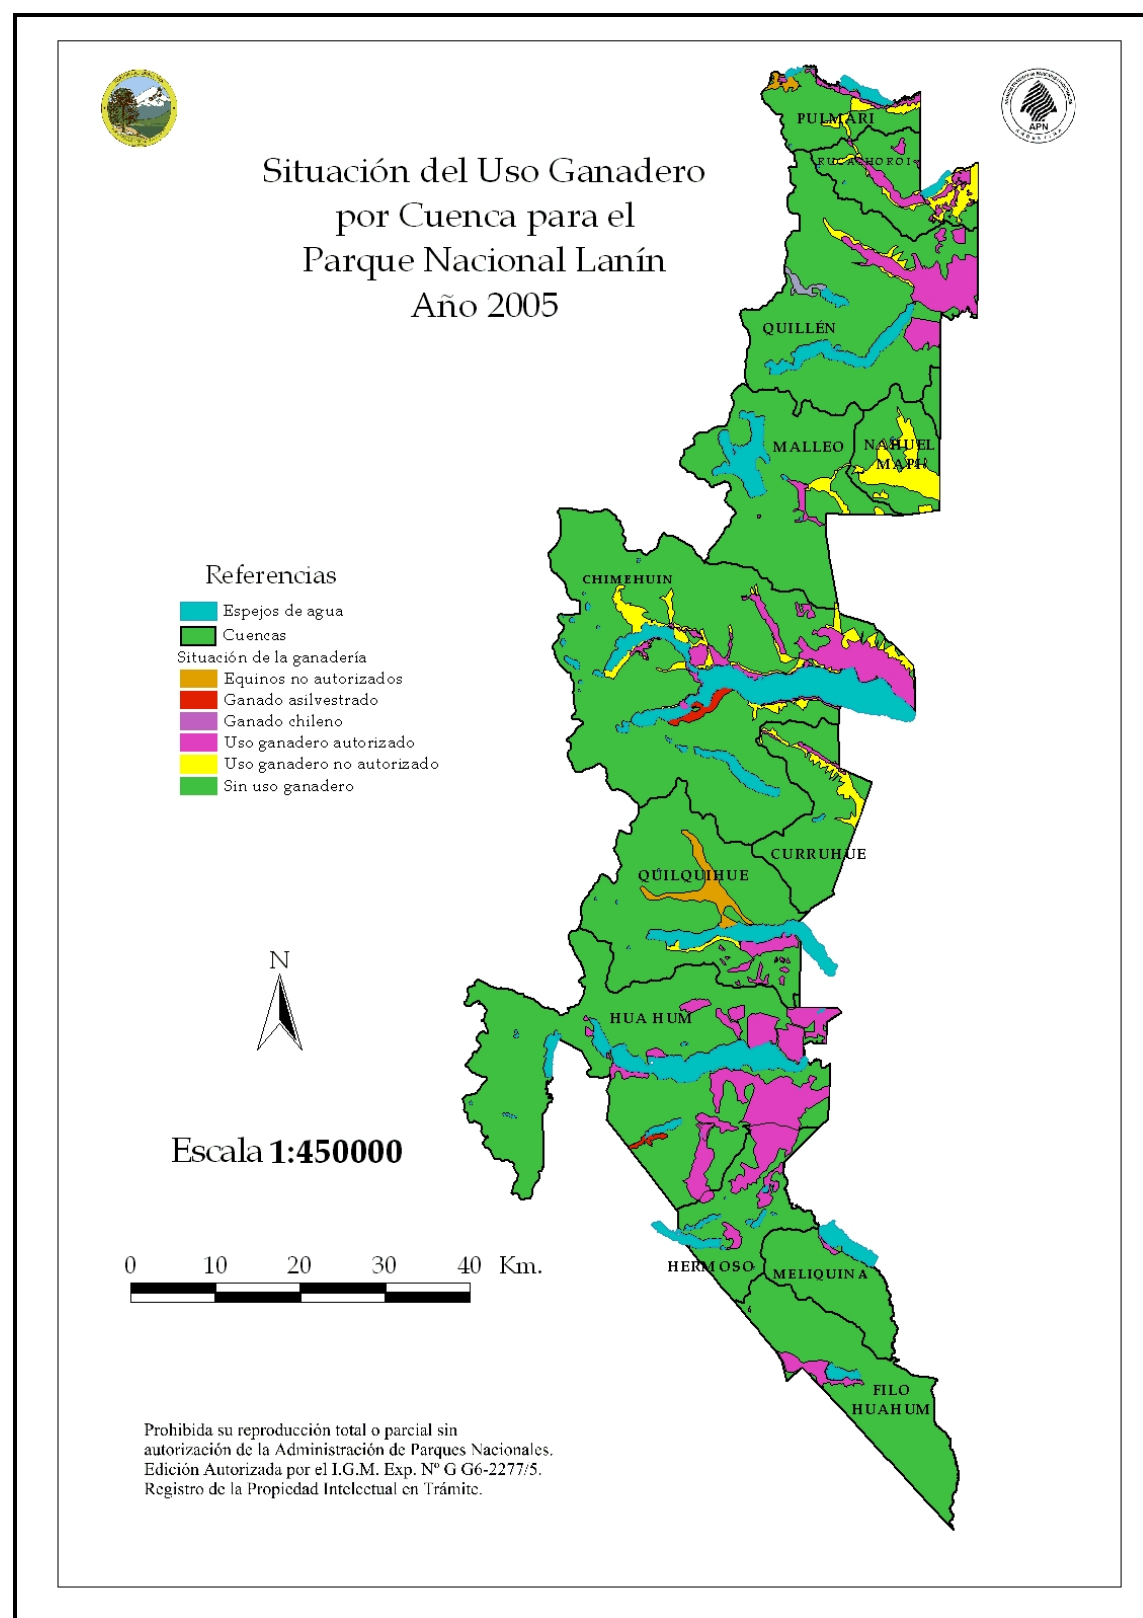 Situación del Uso Ganadero
por Cuenca para el
Parque Nacional Lanín
Año 2005
APN
PULMARI
RUCACHOROI
QUILLÉN
MALLEO
NAHUEL
MAPI
CHIMEHUIN
Referencias
Espejos de agua
Cuencas
Situación de la ganadería
Equinos no autorizados
Ganado asilvestrado
Ganado chileno
Uso ganadero autorizado
Uso ganadero no autorizado
Sin uso ganadero
CURRUHUE
QÜILQUIHUE
N
HUA HUM
Escala 1:450000
0 10 20 30 40 Km.
HERMOSO
MELIQUINA
FILO
HUAHUM
Prohibida su reproducción total o parcial sin
autorización de la Administración de Parques Nacionales.
Edición Autorizada por el I.G.M. Exp. Nº G G6-2277/5.
Registro de la Propiedad Intelectual en Trámite.